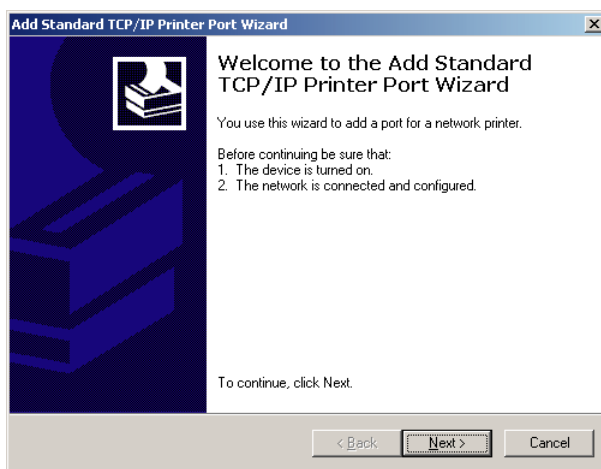 Add Standard TCP/IP Printer Port Wizard
Welcome to the Add Standard
TCP/IP Printer Port Wizard
You use this wizard to add a port for a network printer.
Before continuing be sure that:
1. The device is turned on.
2. The network is connected and configured.
To continue, click Next.
< Back Next > Cancel